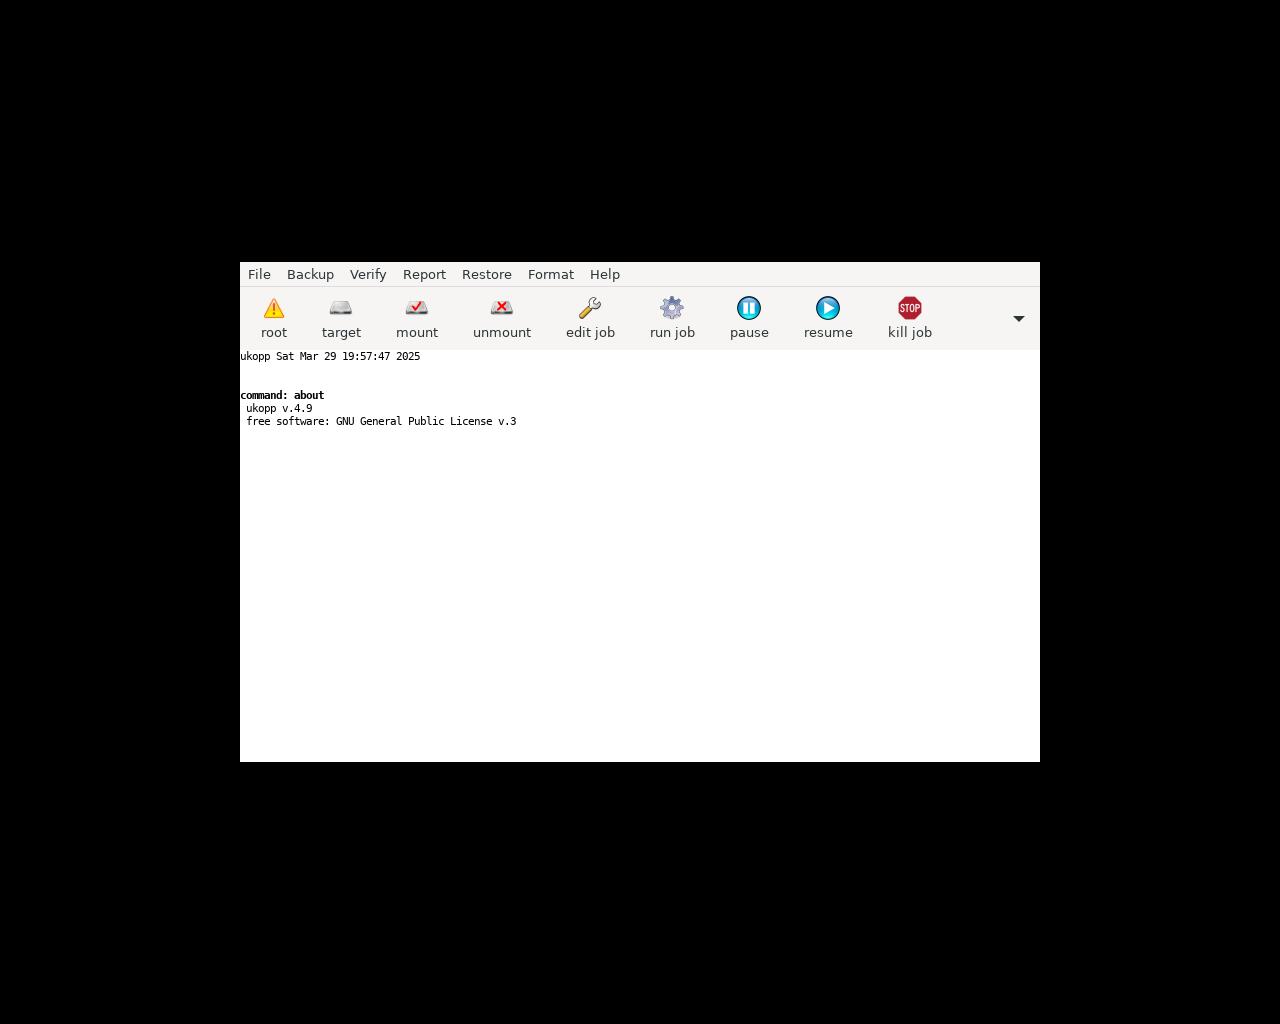 File Backup Verify Report Restore Format Help
root target mount unmount edit job run job pause resume STOP kill job
ukopp Sat Mar 29 19:57:47 2025
command: about
ukopp v.4.9
free software: GNU General Public License v.3